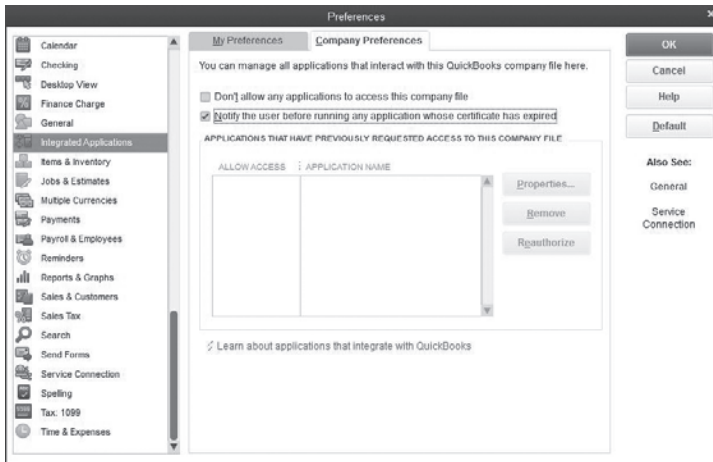 Preferences
Calendar
Checking
Desktop View
Finance Charge
General
Integrated Applications
Items & Inventory
Jobs & Estimates
Multiple Currencies
Payments
Payroll & Employees
Reminders
Reports & Graphs
Sales & Customers
Sales Tax
Search
Send Forms
Service Connection
Spelling
Tax: 1099
Time & Expenses
My Preferences
Company Preferences
You can manage all applications that interact with this QuickBooks company file here.
Don't allow any applications to access this company file
Notify the user before running any application whose certificate has expired
APPLICATIONS THAT HAVE PREVIOUSLY REQUESTED ACCESS TO THIS COMPANY FILE
ALLOW ACCESS
APPLICATION NAME
Properties...
Remove
Reauthorize
Learn about applications that integrate with QuickBooks
OK
Cancel
Help
Default
Also See:
General
Service
Connection